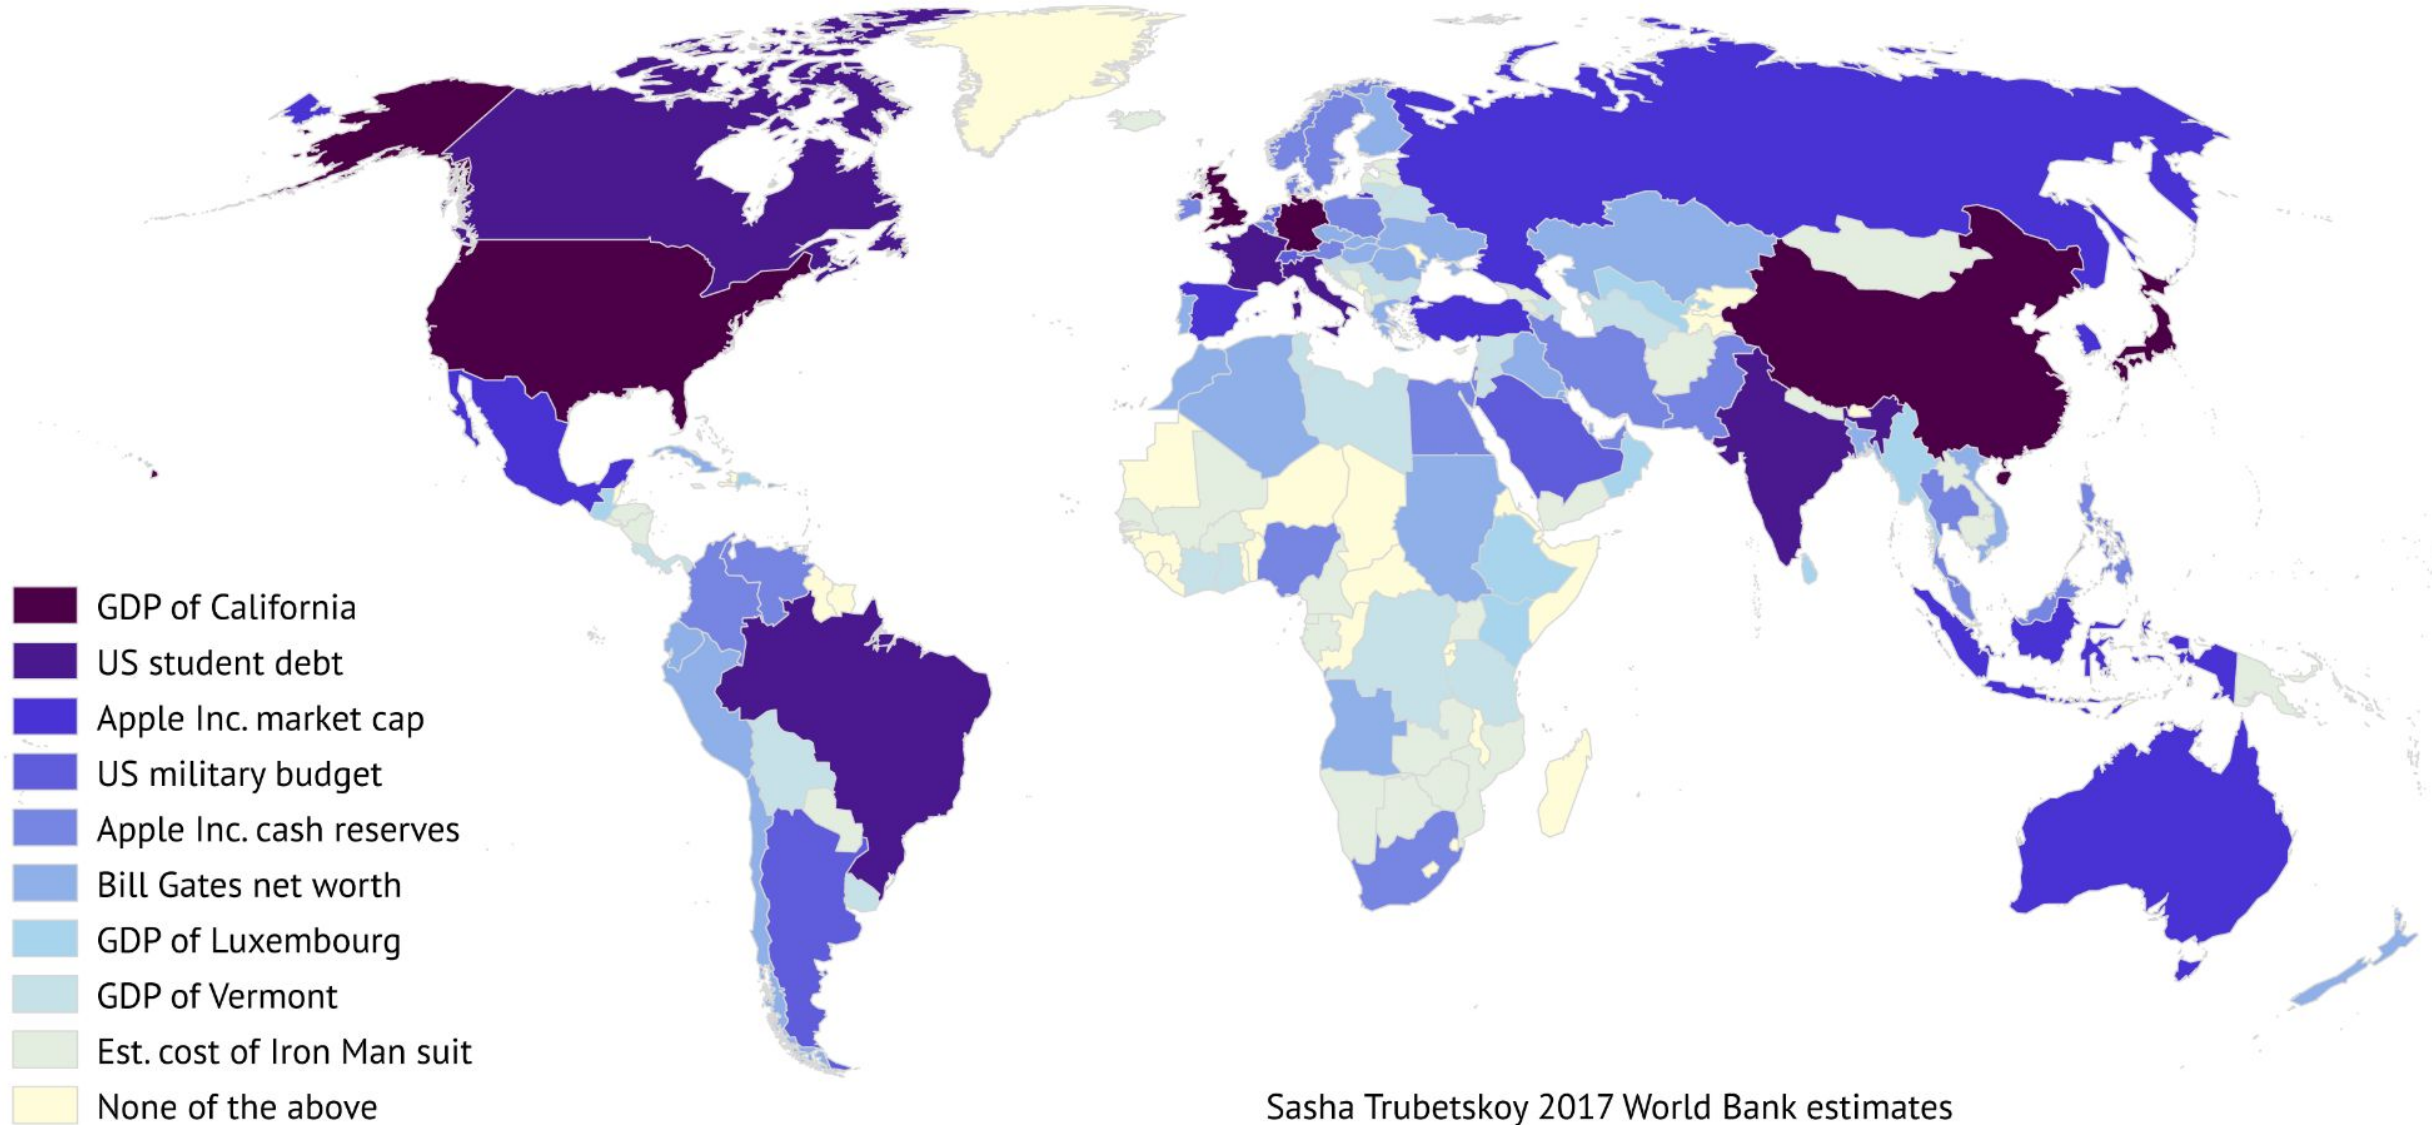 GDP of California
US student debt
Apple Inc. market cap
US military budget
Apple Inc. cash reserves
Bill Gates net worth
GDP of Luxembourg
GDP of Vermont
Est. cost of Iron Man suit
None of the above
Sasha Trubetskoy 2017 World Bank estimates